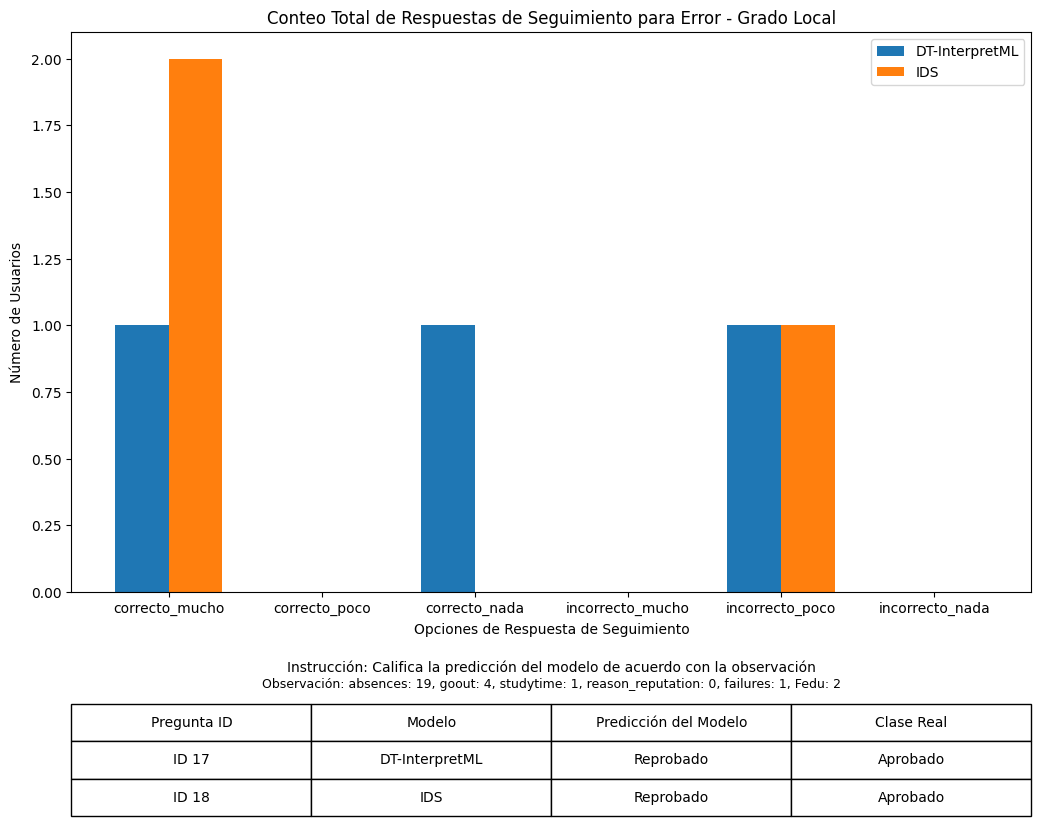 Conteo Total de Respuestas de Seguimiento para Error - Grado Local
DT-InterpretML
IDS
Número de Usuarios
2.00
1.75
1.50
1.25
1.00
0.75
0.50
0.25
0.00
correcto_mucho correcto_poco correcto_nada incorrecto_mucho incorrecto_poco incorrecto_nada
Opciones de Respuesta de Seguimiento
Instrucción: Califica la predicción del modelo de acuerdo con la observación
Observación: absences: 19, goout: 4, studytime: 1, reason_reputation: 0, failures: 1, Fedu: 2
Pregunta ID Modelo Predicción del Modelo Clase Real
ID 17 DT-InterpretML Reprobado Aprobado
ID 18 IDS Reprobado Aprobado